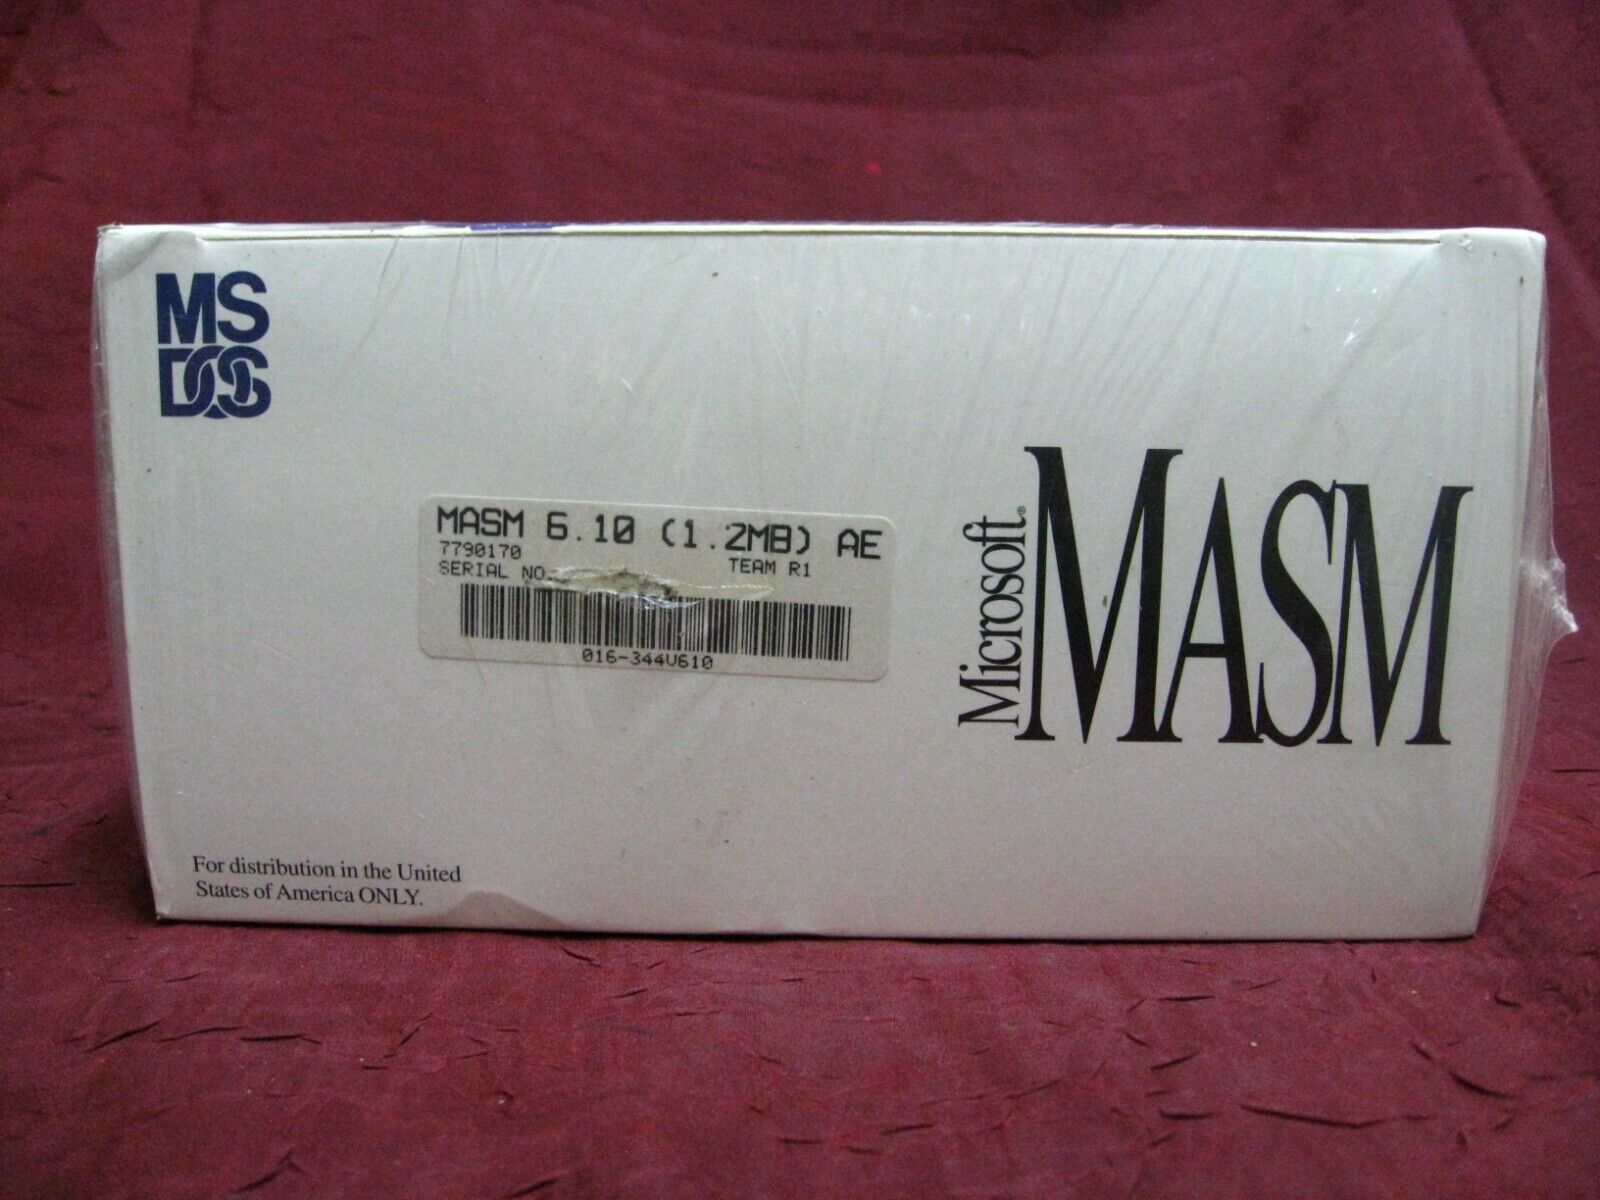 MS
DOS
MASM 6.10 (1.2MB) AE
7790170
SERIAL NO. TEAM R1
016-344V610
Microsoft®
MASM
For distribution in the United
States of America ONLY.